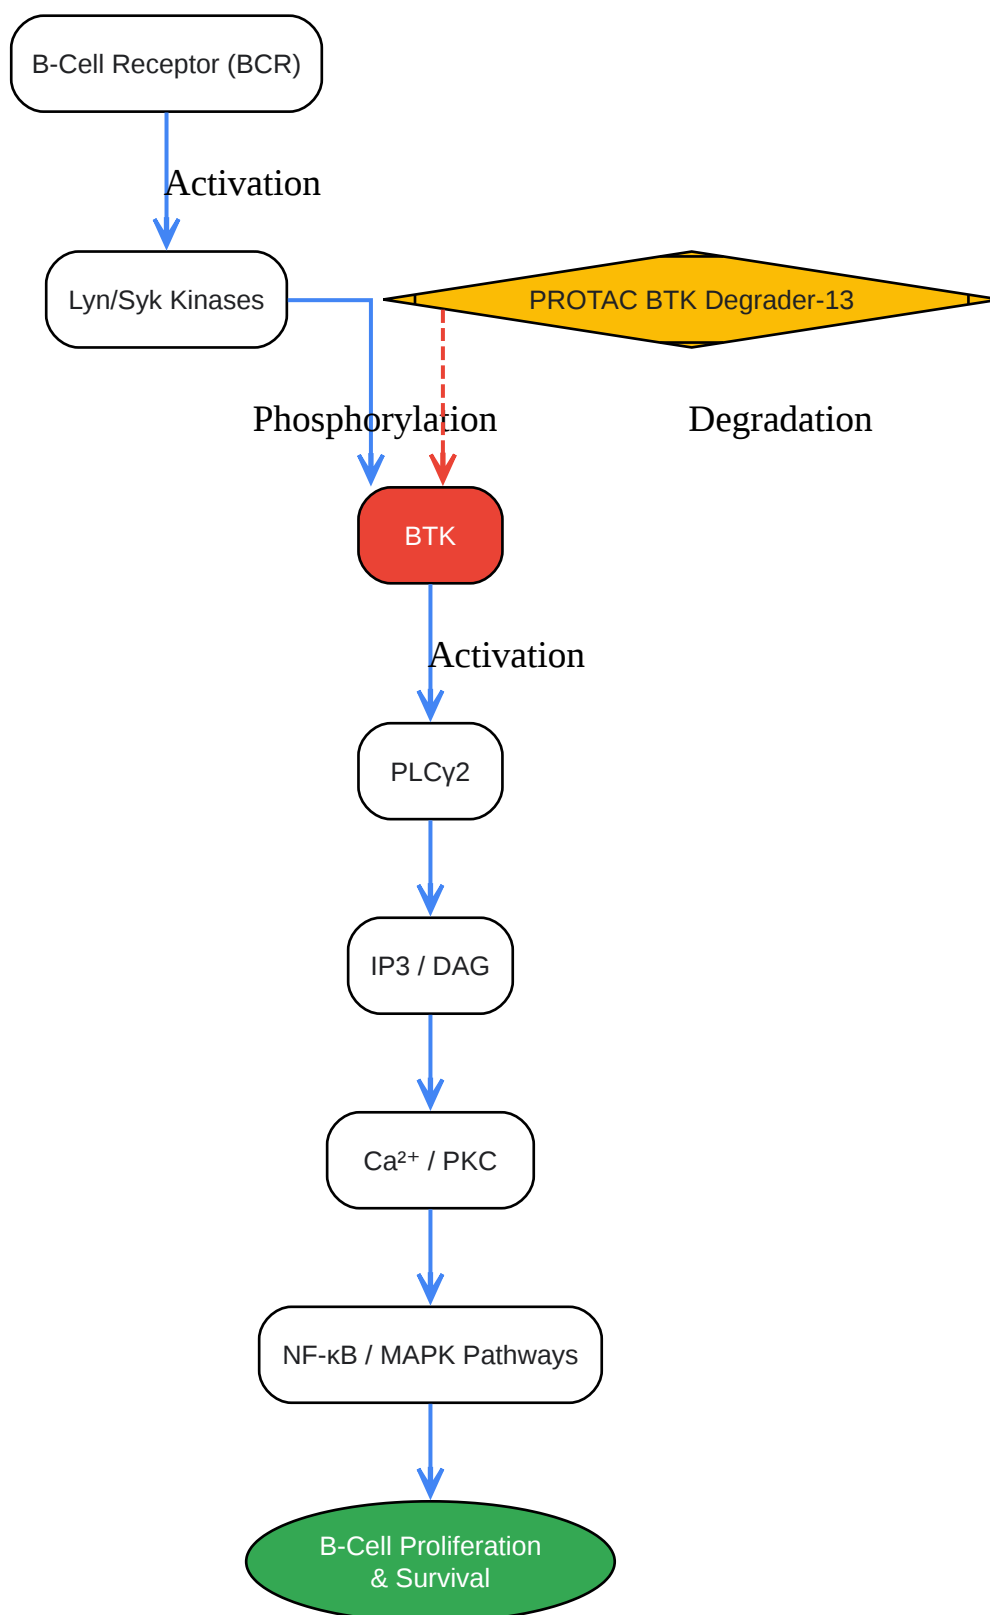 B-Cell Receptor (BCR)
Activation
Lyn/Syk Kinases
PROTAC BTK Degrader-13
Phosphorylation
Degradation
BTK
Activation
PLCγ2
IP3 / DAG
Ca²⁺ / PKC
NF-κB / MAPK Pathways
B-Cell Proliferation
& Survival